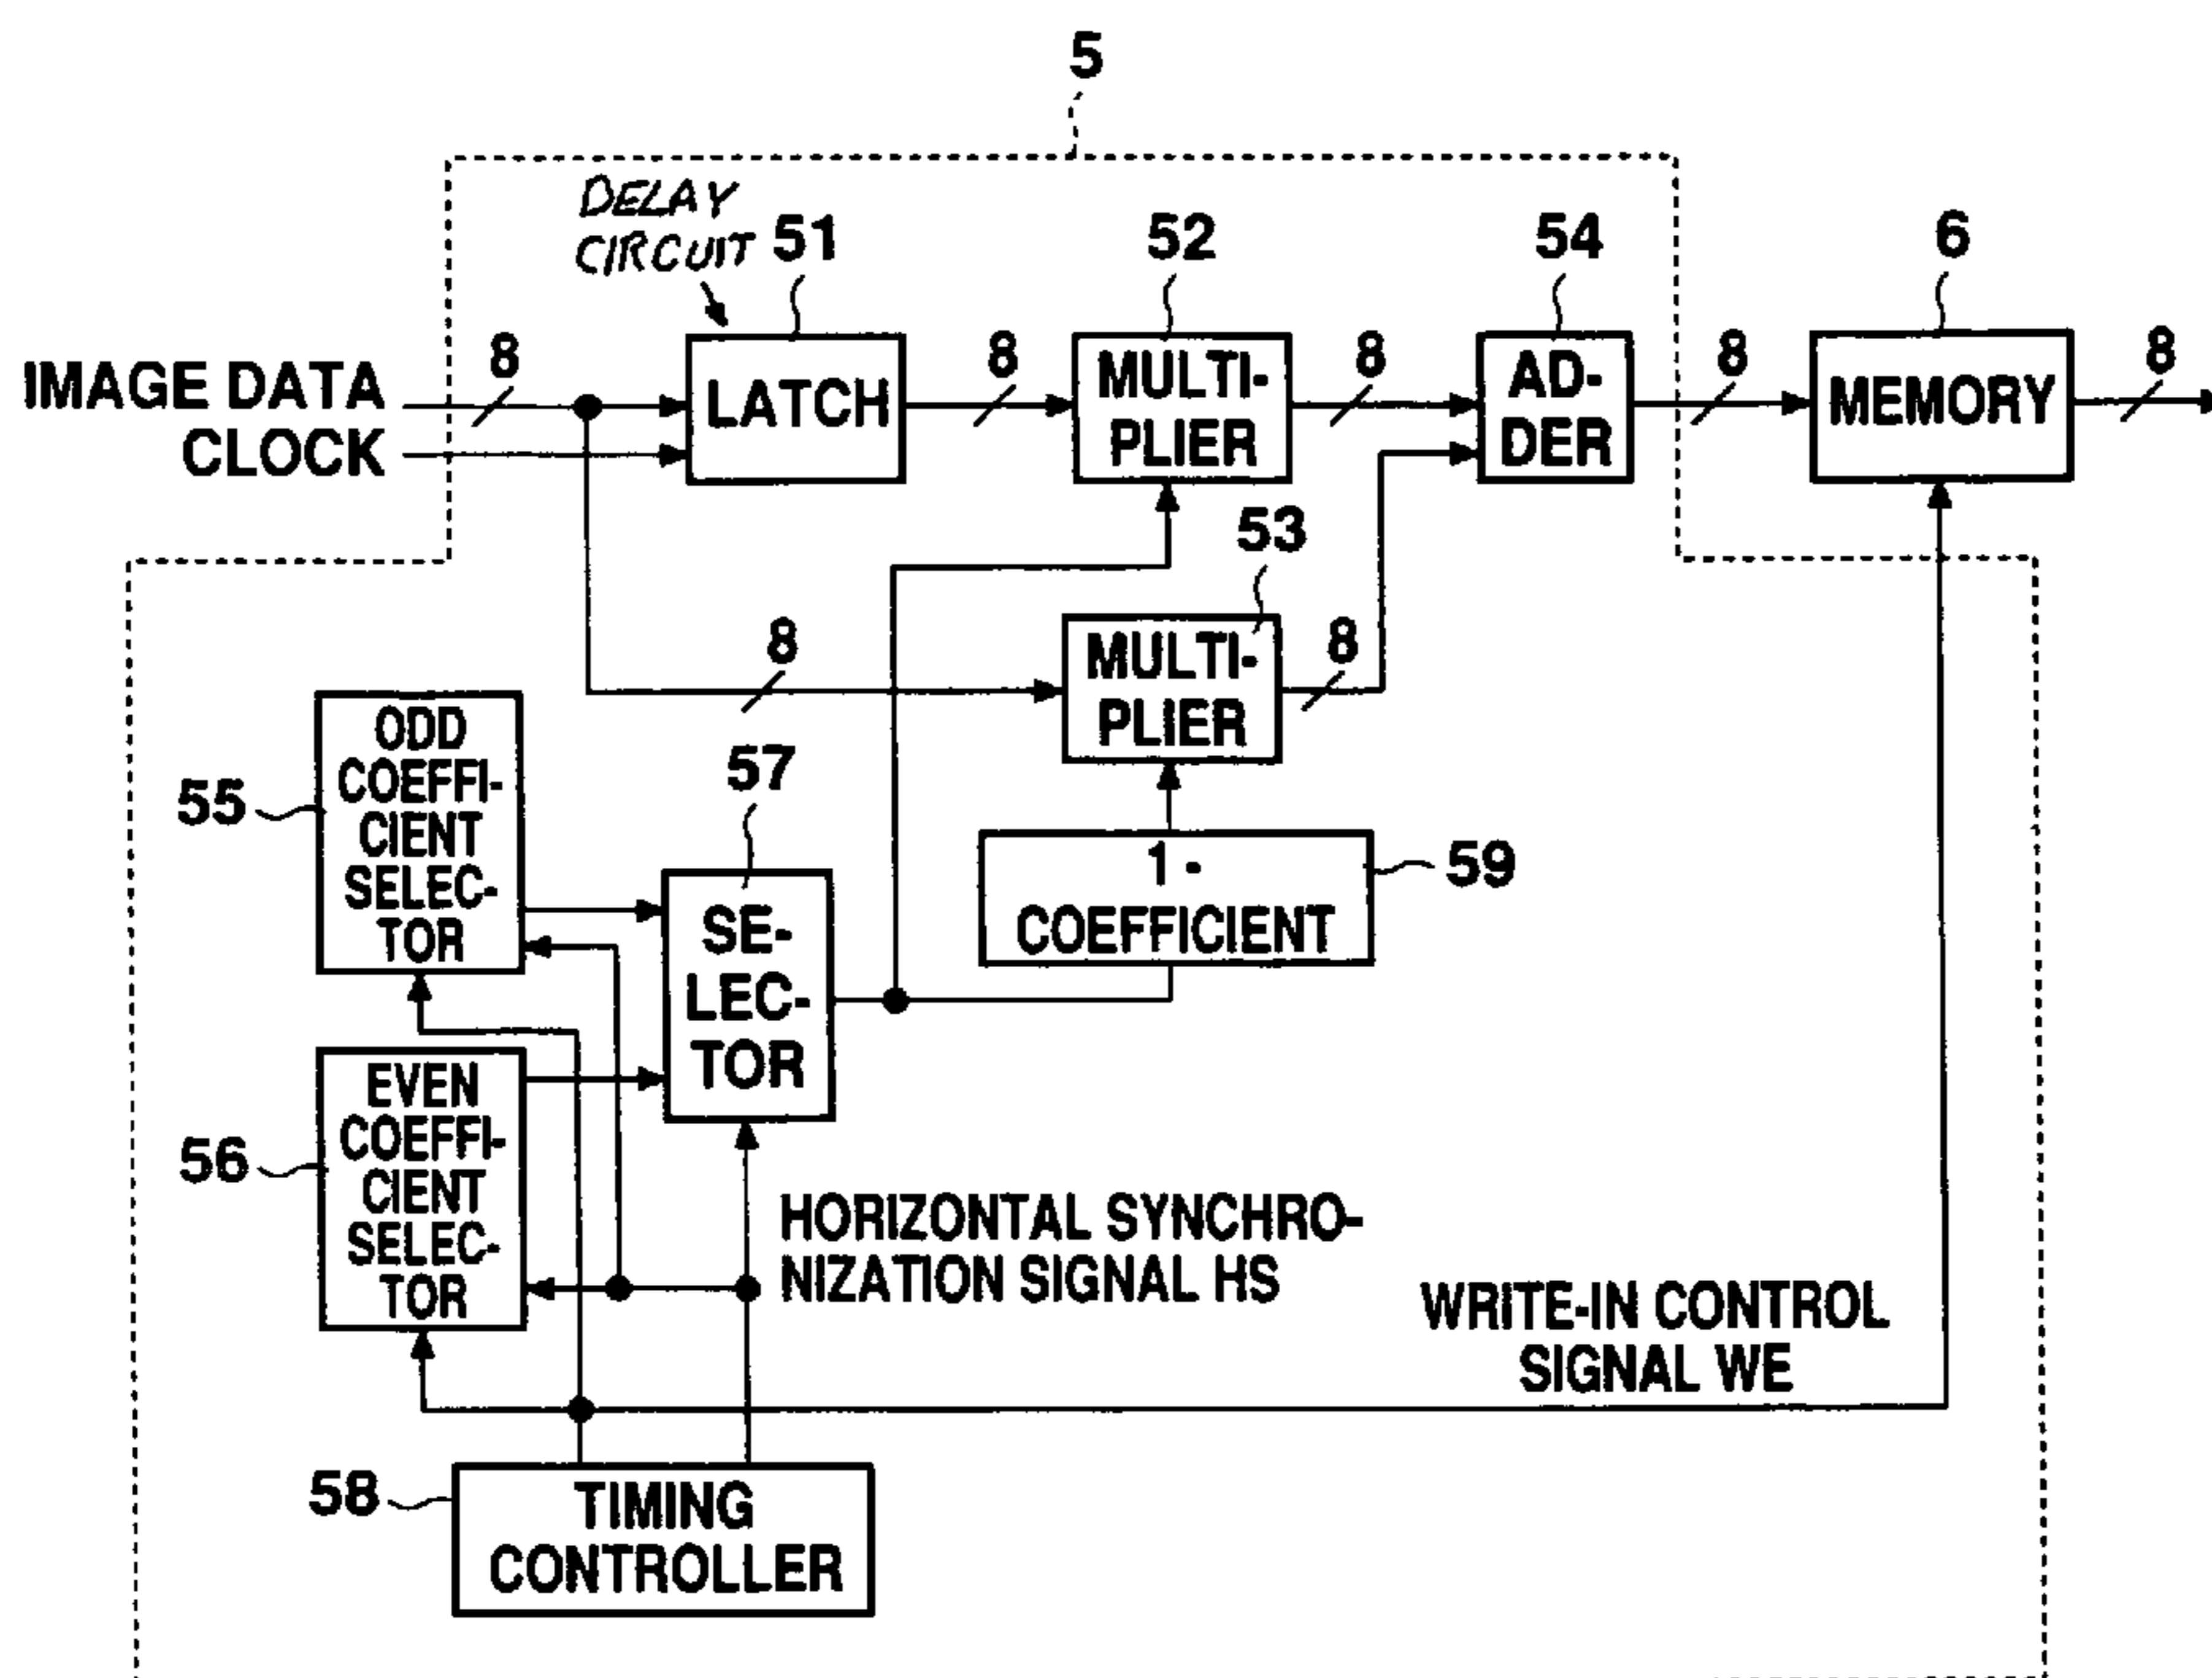 5
DELAY
CIRCUIT
51
52
54
6
IMAGE DATA
CLOCK
8
LATCH
8
MULTI-
PLIER
8
AD-
DER
8
MEMORY
8
53
8
MULTI-
PLIER
8
55
ODD
COEFFI-
CIENT
SELEC-
TOR
57
SE-
LEC-
TOR
1 -
COEFFICIENT
59
56
EVEN
COEFFI-
CIENT
SELEC-
TOR
HORIZONTAL SYNCHRO-
NIZATION SIGNAL HS
WRITE-IN CONTROL
SIGNAL WE
58
TIMING
CONTROLLER